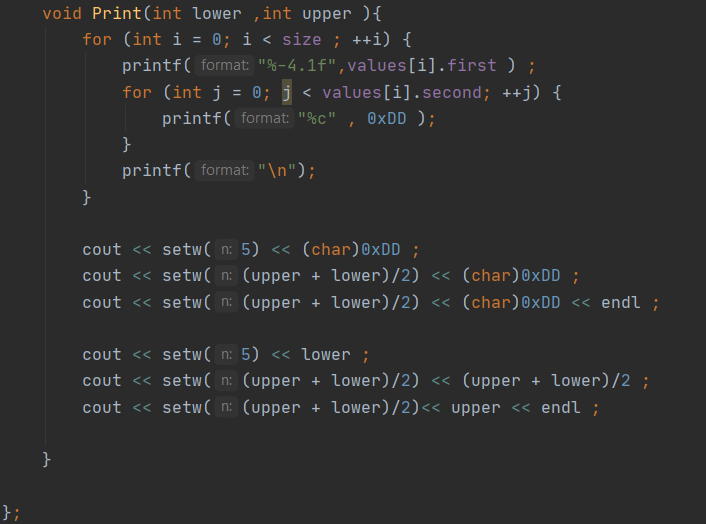 void Print(int lower ,int upper ){
for (int i = 0; i < size ; ++i) {
printf( format: "%-4.1f",values[i].first ) ;
for (int j = 0; j < values[i].second; ++j) {
printf( format: "%c" , 0xDD );
}
printf( format: "\n");
}
cout << setw( n: 5) << (char)0xDD ;
cout << setw( n: (upper + lower)/2) << (char)0xDD ;
cout << setw( n: (upper + lower)/2) << (char)0xDD << endl ;
cout << setw( n: 5) << lower ;
cout << setw( n: (upper + lower)/2) << (upper + lower)/2 ;
cout << setw( n: (upper + lower)/2)<< upper << endl ;
}
};